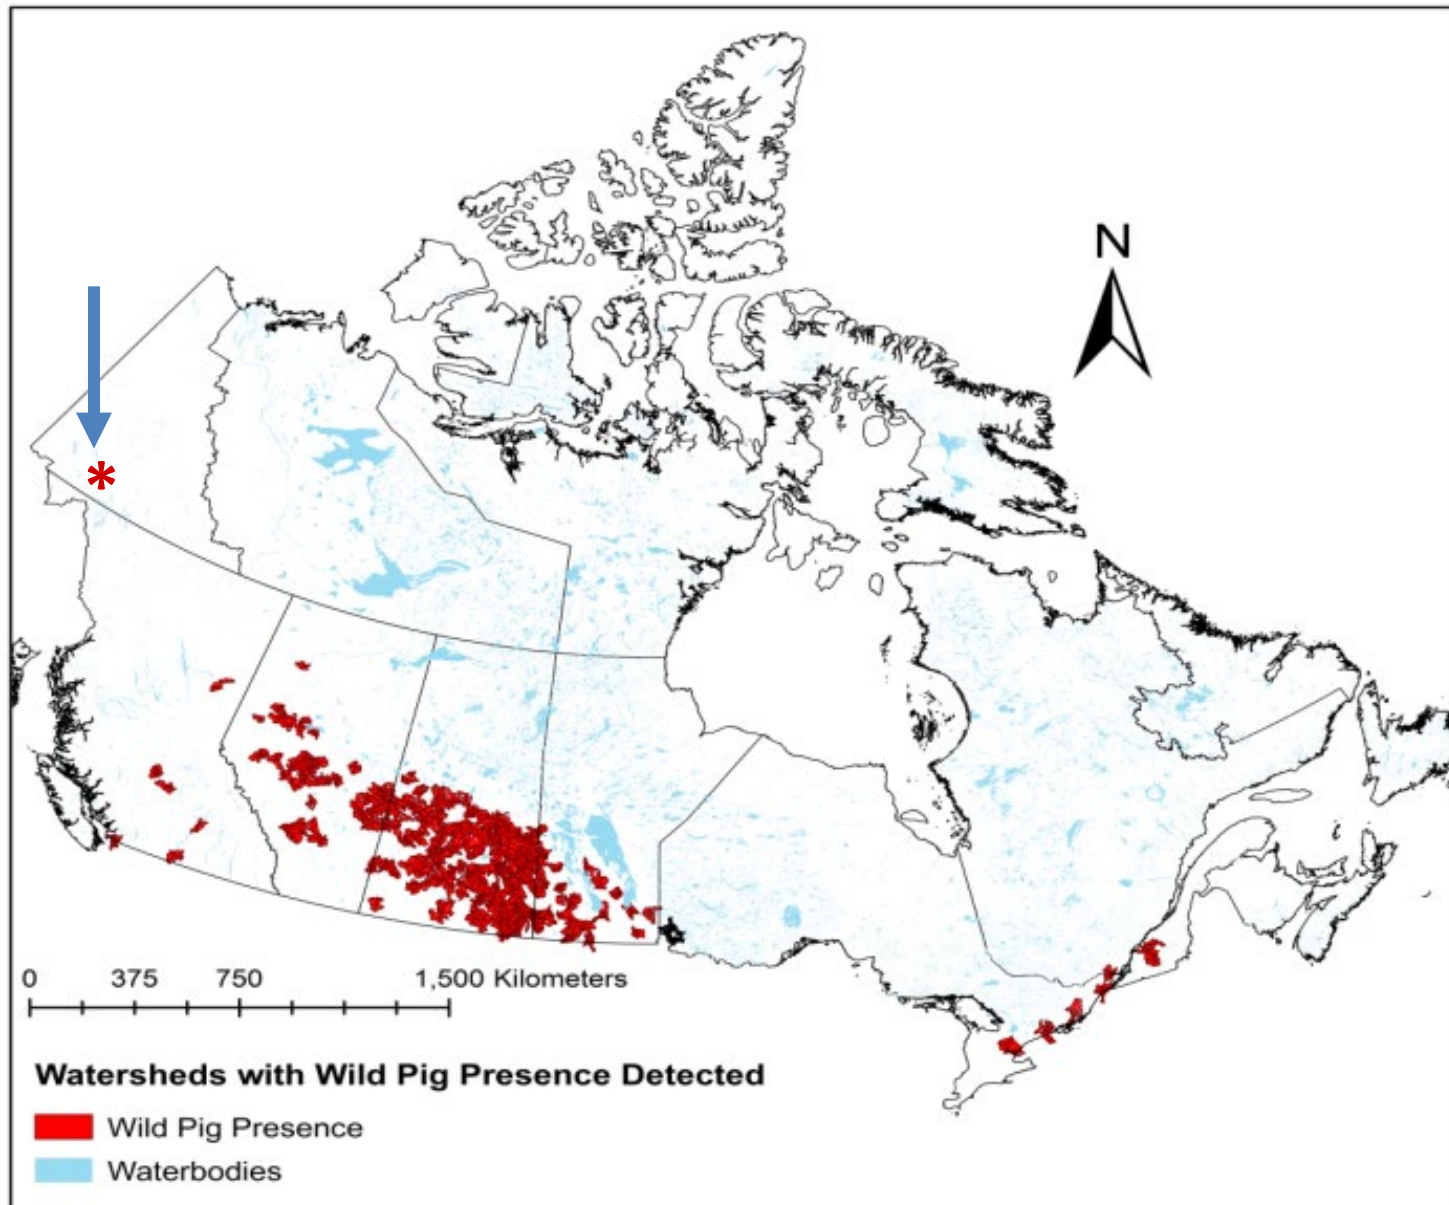 N
*
0 375 750 1,500 Kilometers
Watersheds with Wild Pig Presence Detected
Wild Pig Presence
Waterbodies